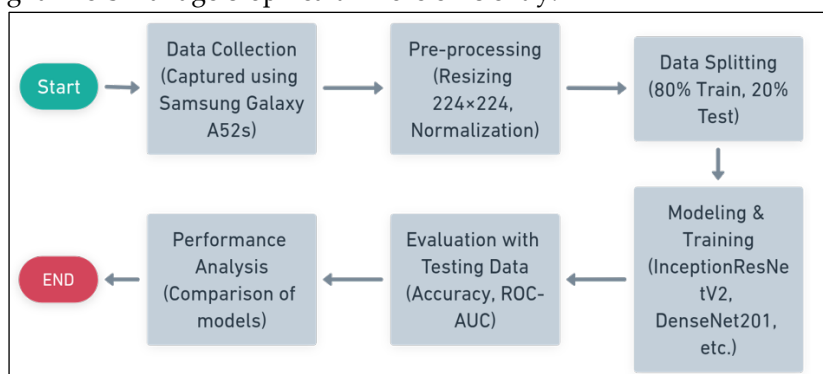 Start
Data Collection
(Captured using
Samsung Galaxy
A52s)
Pre-processing
(Resizing
224×224,
Normalization)
Data Splitting
(80% Train, 20%
Test)
Modeling &
Training
(InceptionResNe
tV2,
DenseNet201,
etc.)
Evaluation with
Testing Data
(Accuracy, ROC-
AUC)
Performance
Analysis
(Comparison of
models)
END